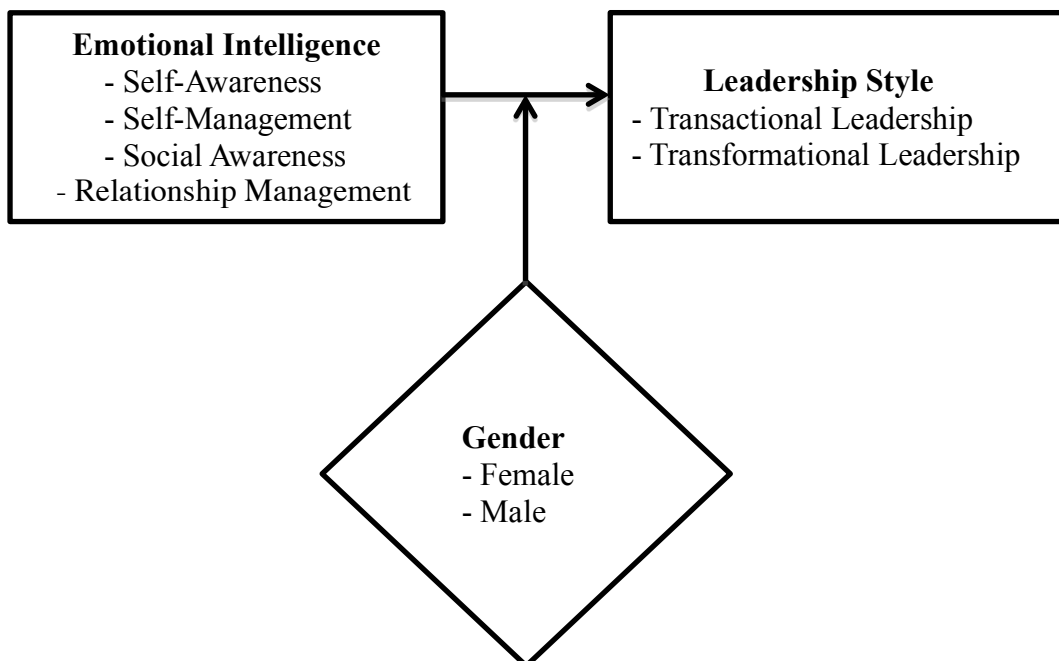 Emotional Intelligence
- Self-Awareness
- Self-Management
- Social Awareness
- Relationship Management
Leadership Style
- Transactional Leadership
- Transformational Leadership
Gender
- Female
- Male